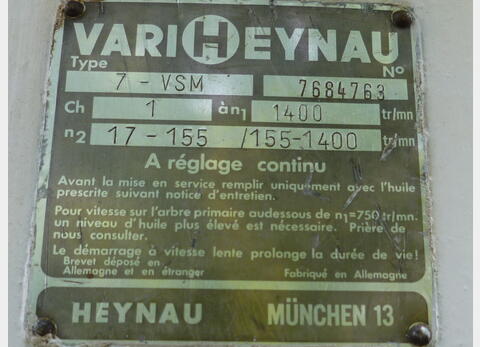 VARIHEYNAU
Type 7-VSM 7684763 No
Ch 1 àn1 1400 tr/mn
n2 17-155 /155-1400 tr/mn
A réglage continu
Avant la mise en service remplir uniquement avec l'huile
prescrite suivant notice d'entretien.
Pour vitesse sur l'arbre primaire audessous de n1=750 tr/mn.
un niveau d'huile plus élevé est nécessaire. Prière de
nous consulter.
Le démarrage à vitesse lente prolonge la durée de vie!
Brevet déposé en
Allemagne et en étranger Fabriqué en Allemagne
HEYNAU MÜNCHEN 13